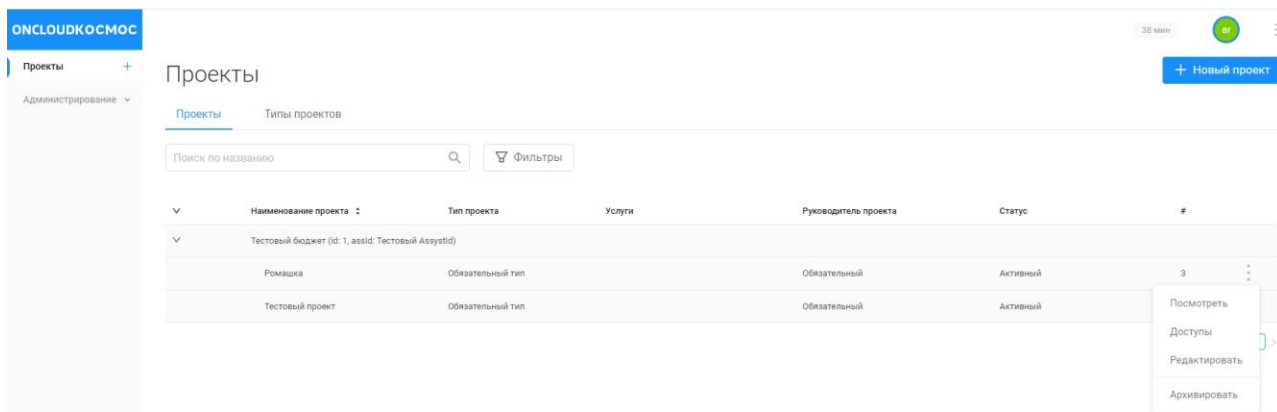 ONCLOUDКОСМОС
38 мин
вг
Проекты +
Администрирование
Проекты
+ Новый проект
Проекты Типы проектов
Поиск по названию Фильтры
Наименование проекта Тип проекта Услуги Руководитель проекта Статус #
Тестовый бюджет (id: 1, assId: Тестовый AssystId)
Ромашка Обязательный тип Обязательный Активный 3
Тестовый проект Обязательный тип Обязательный Активный
Посмотреть
Доступы
Редактировать
Архивировать